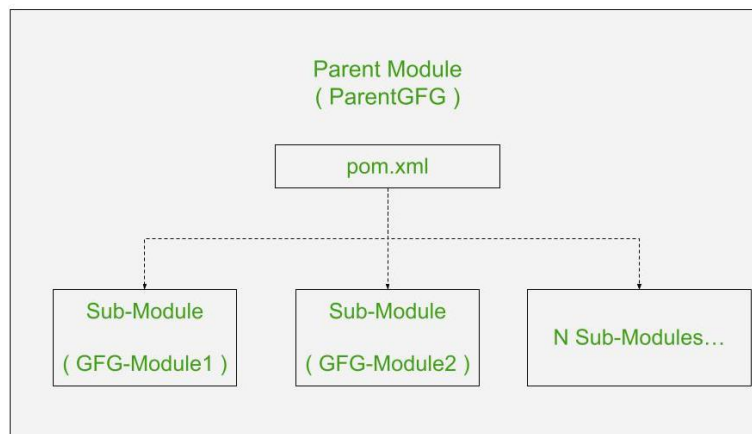 Parent Module
( ParentGFG )
pom.xml
Sub-Module
( GFG-Module1 )
Sub-Module
( GFG-Module2 )
N Sub-Modules…